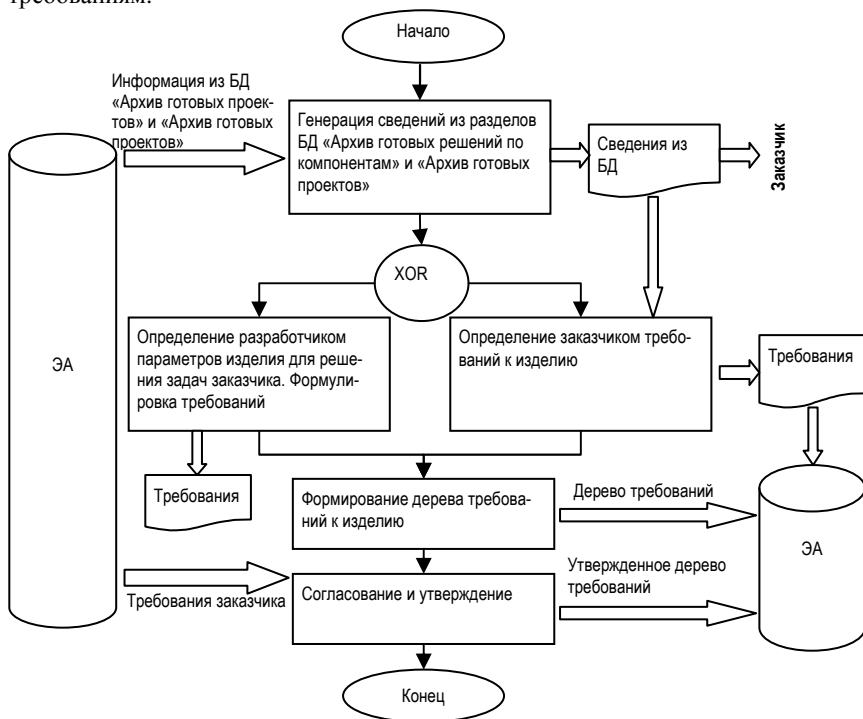 требованиям.
Начало
Информация из БД
«Архив готовых проек-
тов» и «Архив готовых
проектов»
Генерация сведений из разделов
БД «Архив готовых решений по
компонентам» и «Архив готовых
проектов»
Сведения из
БД
Заказчик
XOR
ЭА
Определение разработчиком
параметров изделия для реше-
ния задач заказчика. Формули-
ровка требований
Определение заказчиком требо-
ваний к изделию
Требования
Требования
Формирование дерева требова-
ний к изделию
Дерево требований
ЭА
Требования заказчика
Согласование и утверждение
Утвержденное дерево
требований
Конец